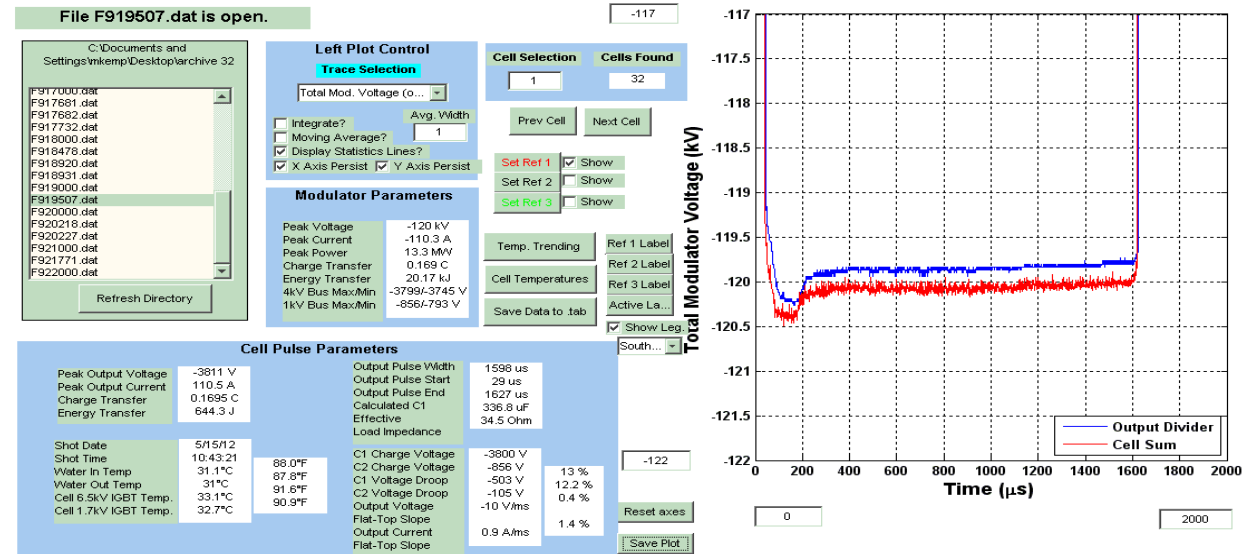 File F919507.dat is open.
-117
C:\Documents and
Settings\mkemp\Desktop\archive 32
F917000.dat
F917681.dat
F917682.dat
F917732.dat
F918000.dat
F918478.dat
F918920.dat
F918931.dat
F919000.dat
F919507.dat
F920000.dat
F920218.dat
F920227.dat
F921000.dat
F921771.dat
F922000.dat
Refresh Directory
Left Plot Control
Trace Selection
Total Mod. Voltage (o...
Avg. Width
1
Integrate?
Moving Average?
Display Statistics Lines?
X Axis Persist Y Axis Persist
Cell Selection Cells Found
1 32
Prev Cell Next Cell
Set Ref 1 Show
Set Ref 2 Show
Set Ref 3 Show
Modulator Parameters
Peak Voltage -120 kV
Peak Current -110.3 A
Peak Power 13.3 MW
Charge Transfer 0.169 C
Energy Transfer 20.17 kJ
4kV Bus Max/Min -3799/-3745 V
1kV Bus Max/Min -856/-793 V
Temp. Trending
Cell Temperatures
Save Data to .tab
Ref 1 Label
Ref 2 Label
Ref 3 Label
Active La...
Show Leg.
South...
Cell Pulse Parameters
Peak Output Voltage -3811 V
Peak Output Current 110.5 A
Charge Transfer 0.1695 C
Energy Transfer 644.3 J
Output Pulse Width 1598 us
Output Pulse Start 29 us
Output Pulse End 1627 us
Calculated C1 336.8 uF
Effective 34.5 Ohm
Load Impedance
Shot Date 5/15/12
Shot Time 10:43:21
Water In Temp 31.1°C 88.0°F
Water Out Temp 31°C 87.8°F
Cell 6.5kV IGBT Temp. 33.1°C 91.6°F
Cell 1.7kV IGBT Temp. 32.7°C 90.9°F
C1 Charge Voltage -3800 V
C2 Charge Voltage -856 V
C1 Voltage Droop -503 V 13 %
C2 Voltage Droop -105 V 12.2 %
Output Voltage -10 V/ms 0.4 %
Flat-Top Slope
Output Current 0.9 A/ms 1.4 %
Flat-Top Slope
-122
Reset axes
Save Plot
Total Modulator Voltage (kV)
-117
-117.5
-118
-118.5
-119
-119.5
-120
-120.5
-121
-121.5
-122
Output Divider
Cell Sum
0 200 400 600 800 1000 1200 1400 1600 1800 2000
Time (μs)
0
2000